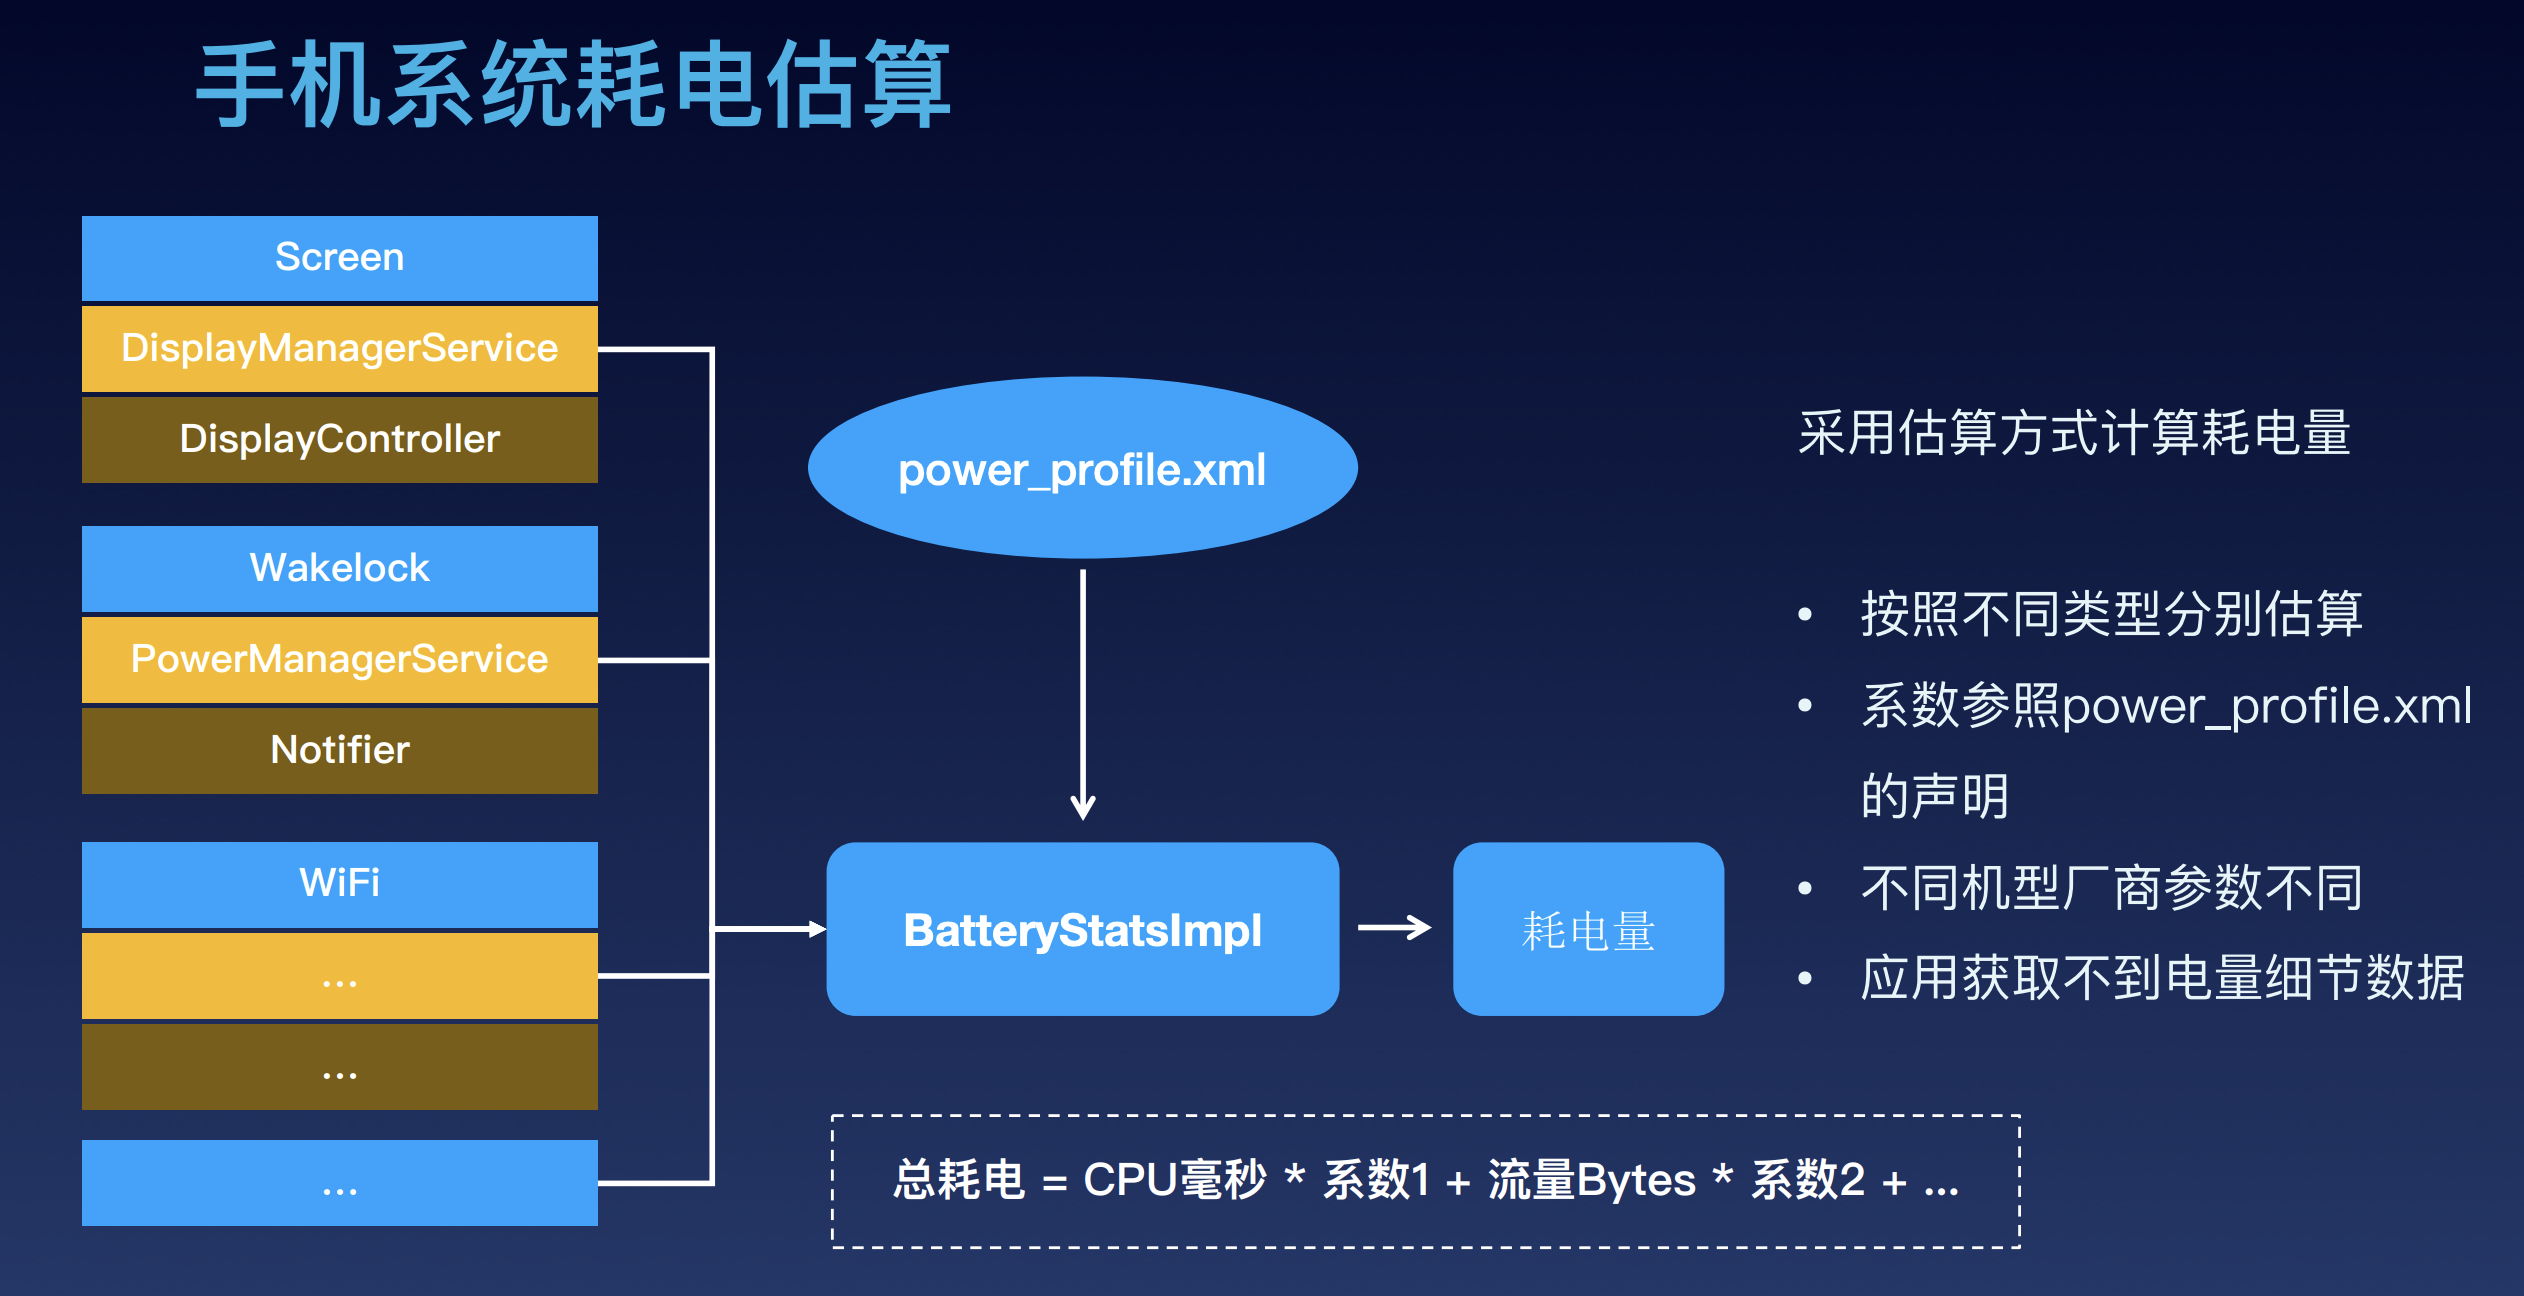 手机系统耗电估算
Screen
DisplayManagerService
DisplayController
Wakelock
PowerManagerService
Notifier
WiFi
...
...
...
power_profile.xml
BatteryStatsImpl
耗电量
总耗电 = CPU毫秒 * 系数1 + 流量Bytes * 系数2 + ...
采用估算方式计算耗电量
• 按照不同类型分别估算
• 系数参照power_profile.xml
的声明
• 不同机型厂商参数不同
• 应用获取不到电量细节数据